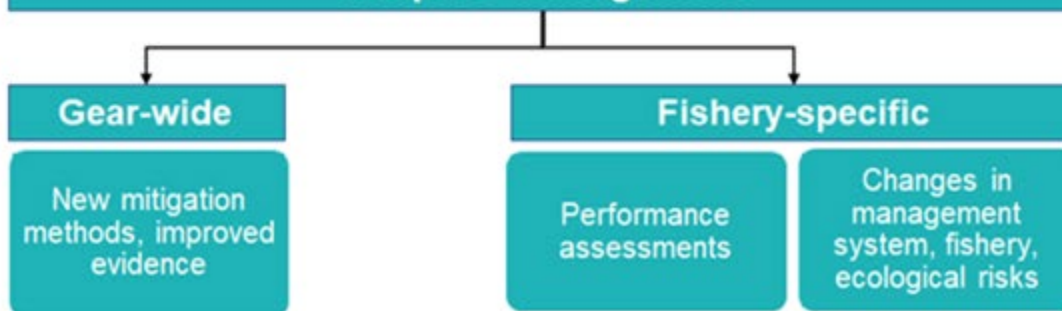 Gear-wide
Fishery-specific
New mitigation
methods, improved
evidence
Performance
assessments
Changes in
management
system, fishery,
ecological risks